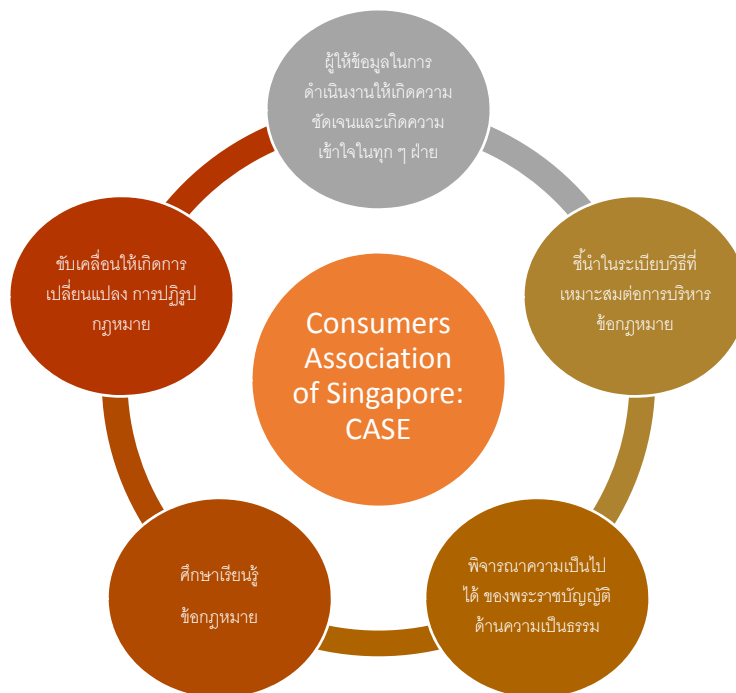 ผู้ให้ข้อมูลในการ
ดำเนินงานให้เกิดความ
ชัดเจนและเกิดความ
เข้าใจในทุก ๆ ฝ่าย
ชี้นำในระเบียบวิธีที่
เหมาะสมต่อการบริหาร
ข้อกฎหมาย
พิจารณาความเป็นไป
ได้ ของพระราชบัญญัติ
ด้านความเป็นธรรม
ศึกษาเรียนรู้
ข้อกฎหมาย
ขับเคลื่อนให้เกิดการ
เปลี่ยนแปลง การปฏิรูป
กฎหมาย
Consumers
Association
of Singapore:
CASE